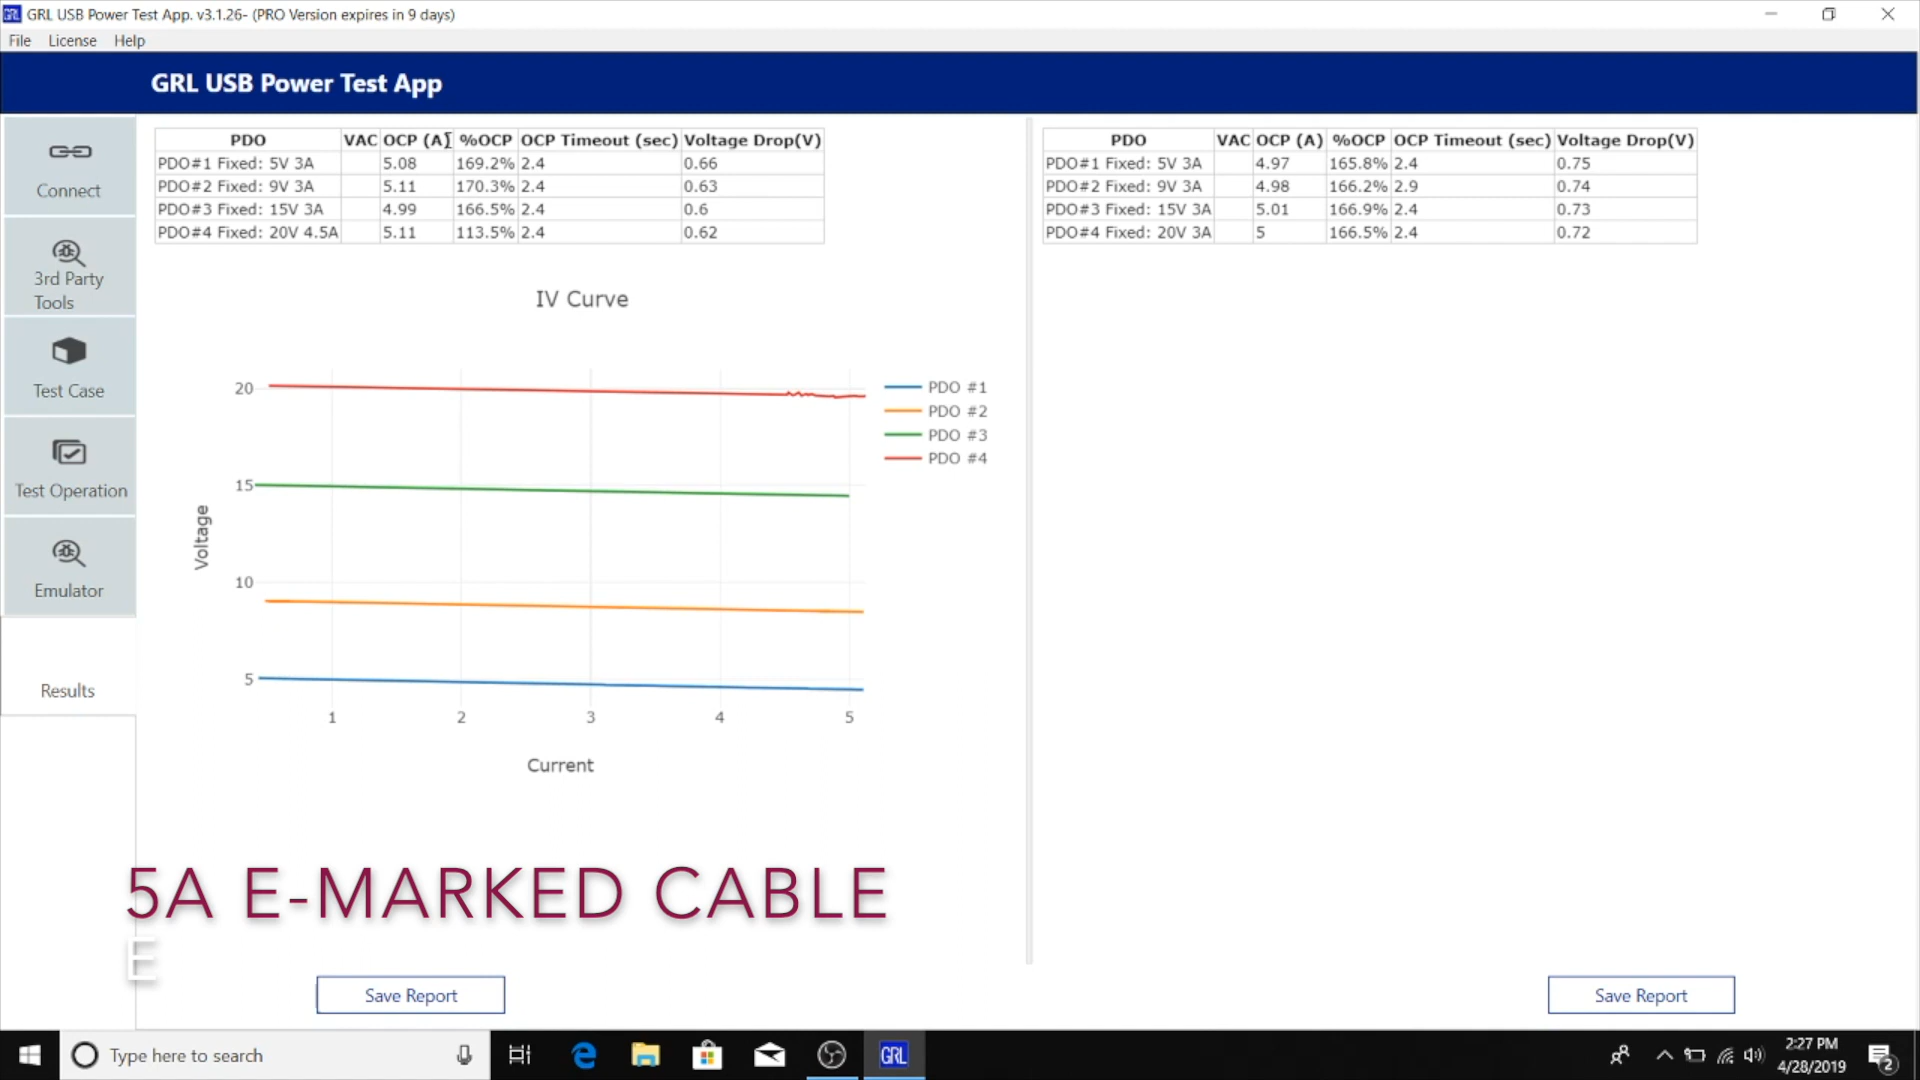 GRL USB Power Test App. v3.1.26- (PRO Version expires in 9 days)
File License Help
GRL USB Power Test App
Connect
3rd Party
Tools
Test Case
Test Operation
Emulator
Results
PDO VAC OCP (A) %OCP OCP Timeout (sec) Voltage Drop(V)
PDO#1 Fixed: 5V 3A 5.08 169.2% 2.4 0.66
PDO#2 Fixed: 9V 3A 5.11 170.3% 2.4 0.63
PDO#3 Fixed: 15V 3A 4.99 166.5% 2.4 0.6
PDO#4 Fixed: 20V 4.5A 5.11 113.5% 2.4 0.62
IV Curve
20
15
10
5
Voltage
1 2 3 4 5
Current
PDO #1
PDO #2
PDO #3
PDO #4
5A E-MARKED CABLE
E
Save Report
PDO VAC OCP (A) %OCP OCP Timeout (sec) Voltage Drop(V)
PDO#1 Fixed: 5V 3A 4.97 165.8% 2.4 0.75
PDO#2 Fixed: 9V 3A 4.98 166.2% 2.9 0.74
PDO#3 Fixed: 15V 3A 5.01 166.9% 2.4 0.73
PDO#4 Fixed: 20V 3A 5 166.5% 2.4 0.72
Save Report
Type here to search
GRL
2:27 PM
4/28/2019
2